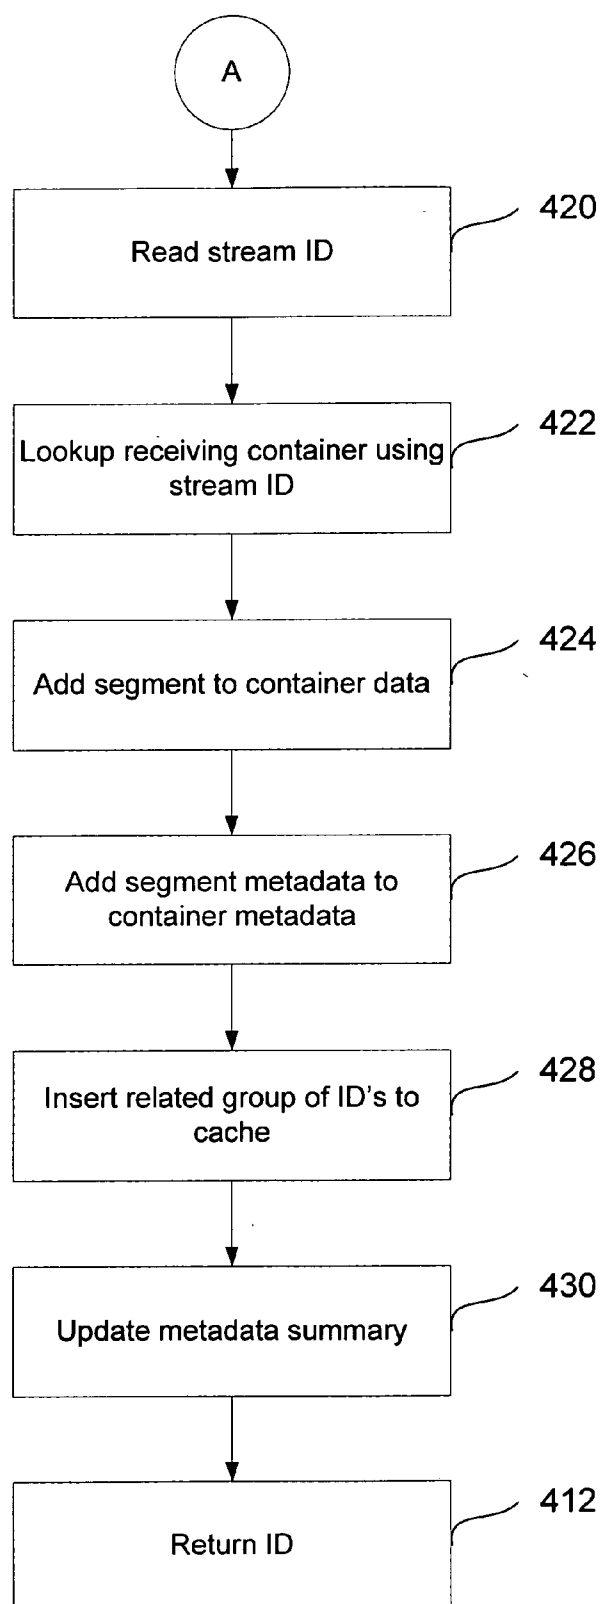 A
Read stream ID
420
Lookup receiving container using
stream ID
422
Add segment to container data
424
Add segment metadata to
container metadata
426
Insert related group of ID's to
cache
428
Update metadata summary
430
Return ID
412